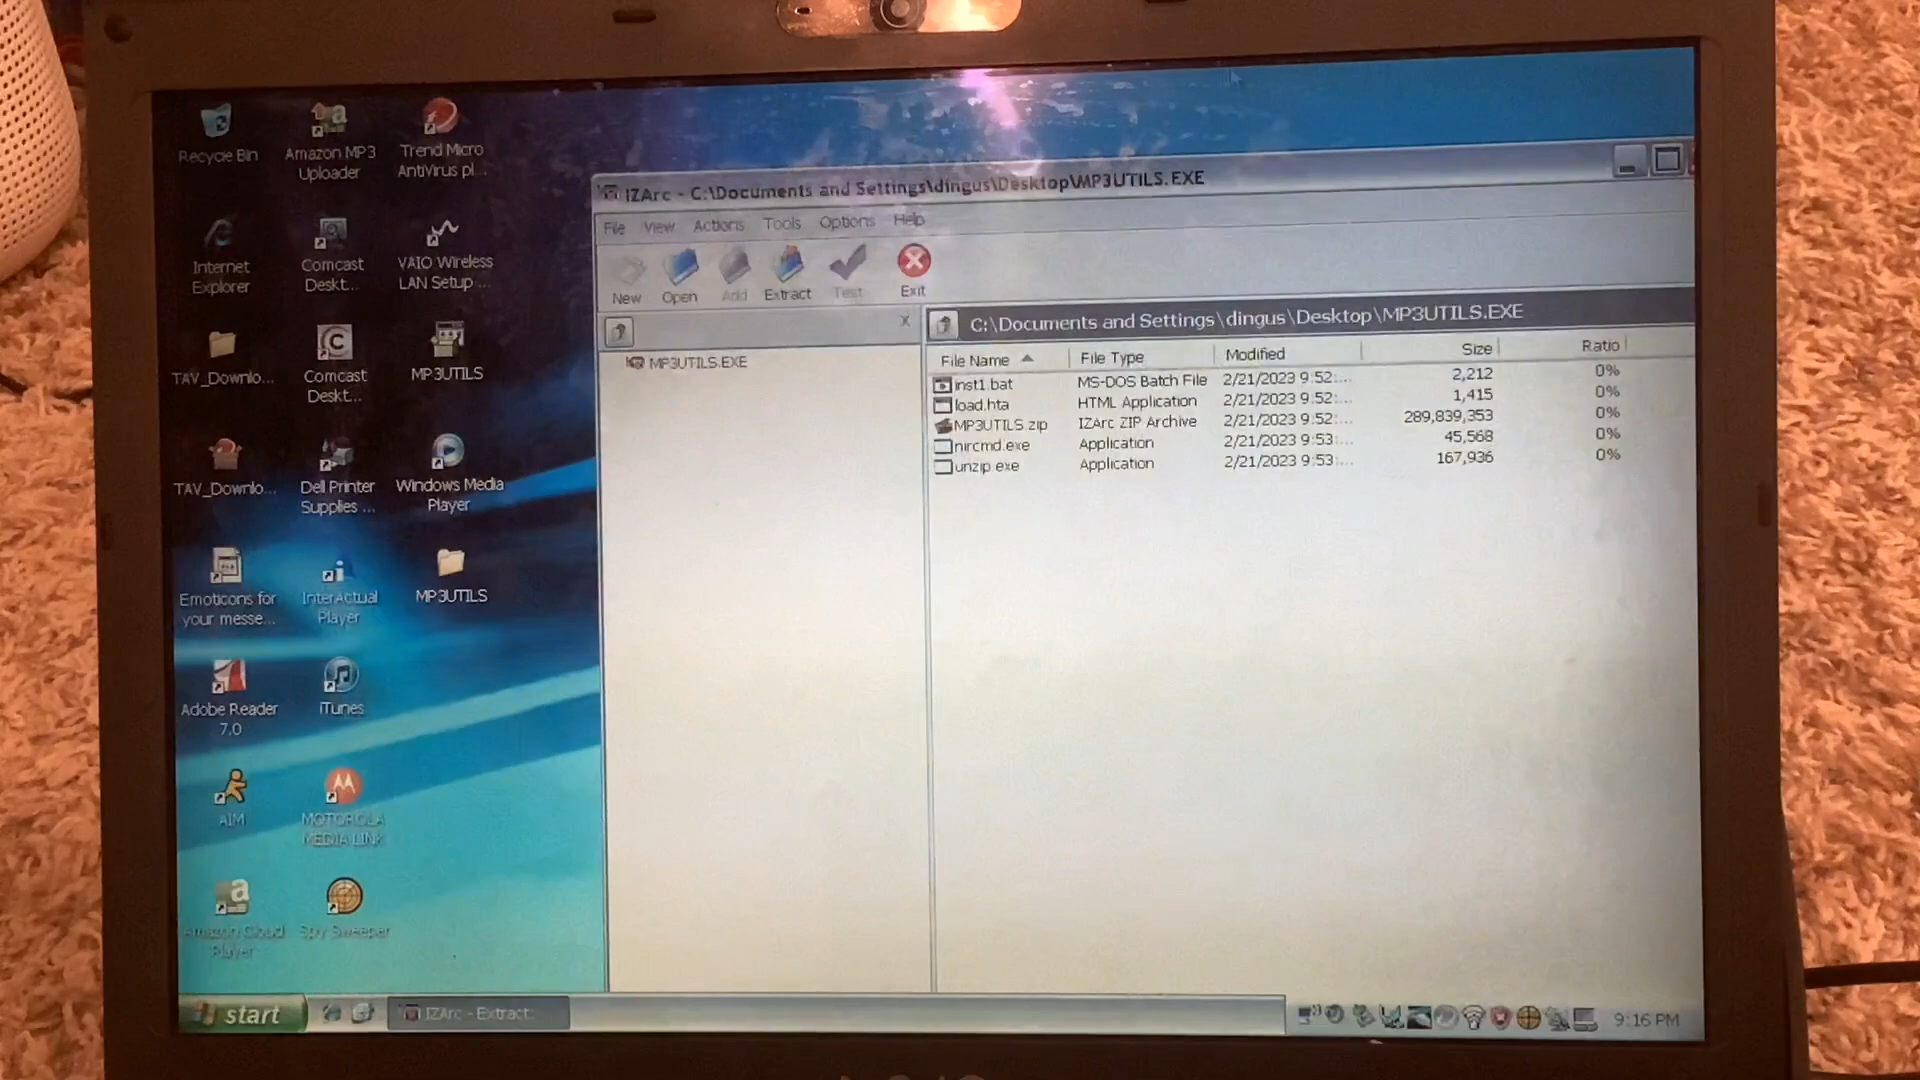 Recycle Bin
Amazon MP3
Uploader
Trend Micro
AntiVirus pl...
Internet
Explorer
Comcast
Deskt...
VAIO Wireless
LAN Setup ...
TAV_Downlo...
Comcast
Deskt...
MP3UTILS
TAV_Downlo...
Dell Printer
Supplies ...
Windows Media
Player
Emoticons for
your messe...
InterActual
Player
MP3UTILS
Adobe Reader
7.0
iTunes
AIM
MOTOROLA
MEDIA LINK
Amazon Cloud
Player
Spy Sweeper
IZArc - C:\Documents and Settings\dingus\Desktop\MP3UTILS.EXE
File View Actions Tools Options Help
New Open Add Extract Test Exit
X
MP3UTILS.EXE
C:\Documents and Settings\dingus\Desktop\MP3UTILS.EXE
File Name File Type Modified Size Ratio
inst1.bat MS-DOS Batch File 2/21/2023 9:52:... 2,212 0%
load.hta HTML Application 2/21/2023 9:52:... 1,415 0%
MP3UTILS.zip IZArc ZIP Archive 2/21/2023 9:52:... 289,839,353 0%
nircmd.exe Application 2/21/2023 9:53:... 45,568 0%
unzip.exe Application 2/21/2023 9:53:... 167,936 0%
start IZArc - Extract: 9:16 PM